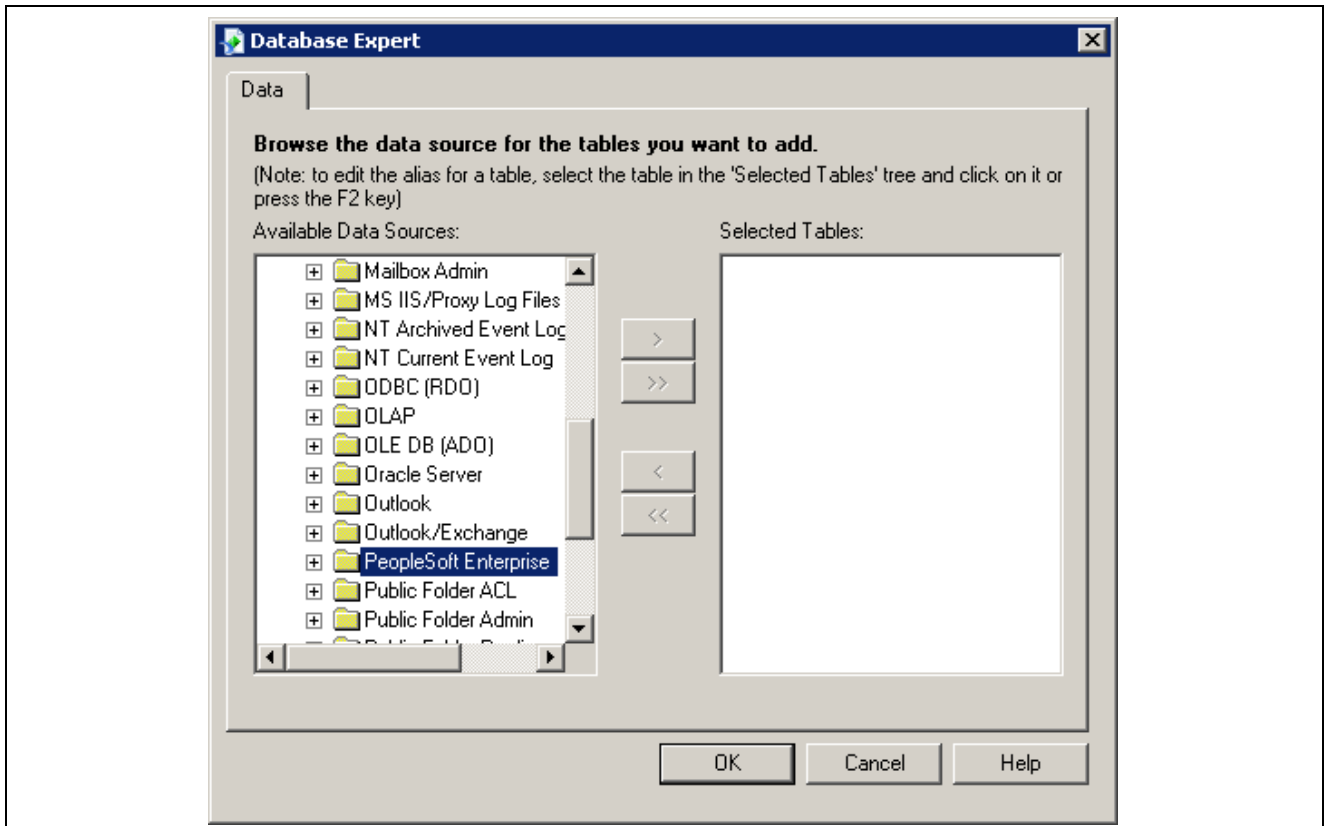 Database Expert
Data
Browse the data source for the tables you want to add.
(Note: to edit the alias for a table, select the table in the 'Selected Tables' tree and click on it or
press the F2 key)
Available Data Sources:
Selected Tables:
Mailbox Admin
MS IIS/Proxy Log Files
NT Archived Event Log
NT Current Event Log
ODBC (RDO)
OLAP
OLE DB (ADO)
Oracle Server
Outlook
Outlook/Exchange
PeopleSoft Enterprise
Public Folder ACL
Public Folder Admin
>
>>
<
<<
OK
Cancel
Help